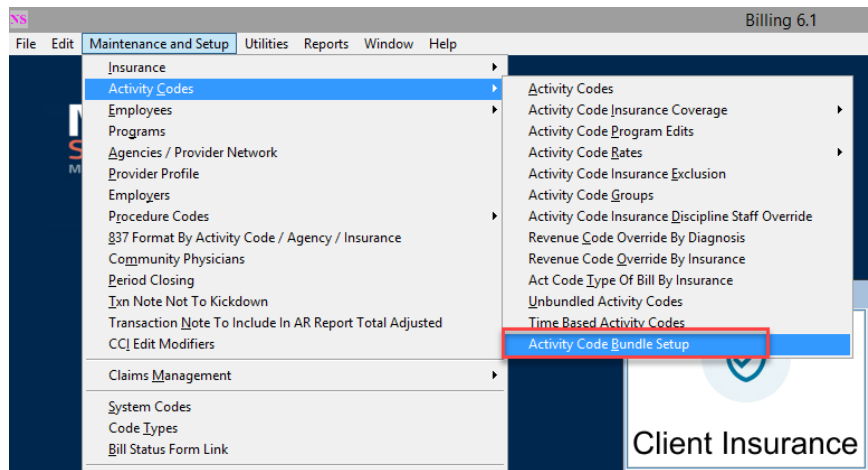 NS Billing 6.1
File Edit Maintenance and Setup Utilities Reports Window Help
Insurance
Activity Codes
Employees
Programs
Agencies / Provider Network
Provider Profile
Employers
Procedure Codes
837 Format By Activity Code / Agency / Insurance
Community Physicians
Period Closing
Txn Note Not To Kickdown
Transaction Note To Include In AR Report Total Adjusted
CCI Edit Modifiers
Claims Management
System Codes
Code Types
Bill Status Form Link
Activity Codes
Activity Code Insurance Coverage
Activity Code Program Edits
Activity Code Rates
Activity Code Insurance Exclusion
Activity Code Groups
Activity Code Insurance Discipline Staff Override
Revenue Code Override By Diagnosis
Revenue Code Override By Insurance
Act Code Type Of Bill By Insurance
Unbundled Activity Codes
Time Based Activity Codes
Activity Code Bundle Setup
Client Insurance